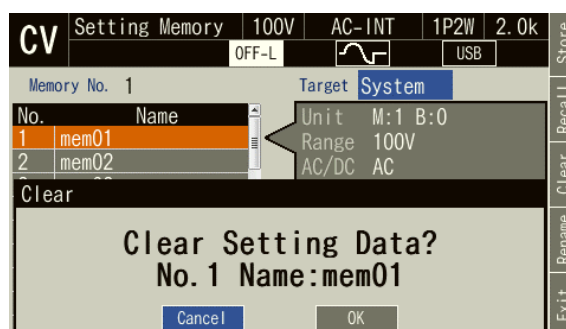 CV
Setting Memory 100V AC-INT 1P2W 2.0k
OFF-L USB
Memory No. 1 Target System
No. Name
1 mem01
2 mem02
Unit M:1 B:0
Range 100V
AC/DC AC
Clear
Clear Setting Data?
No.1 Name:mem01
Cancel OK
Store
Recall
Clear
Rename
Exit